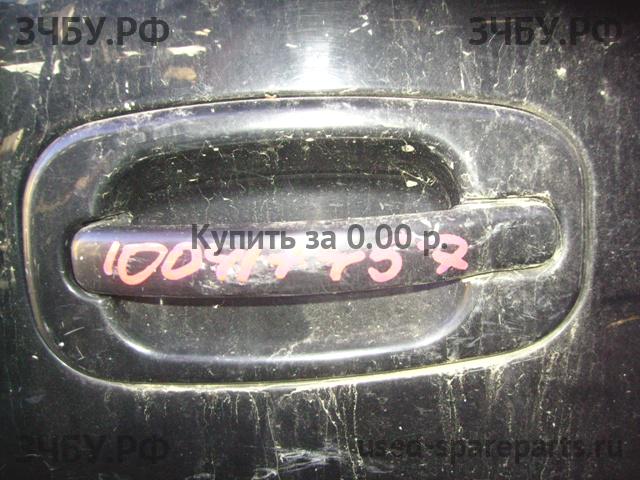 ЗЧБУ.РФ ЗЧБУ.РФ
Купить за 0.00 р.
ЗЧБУ.РФ used-spareparts.ru